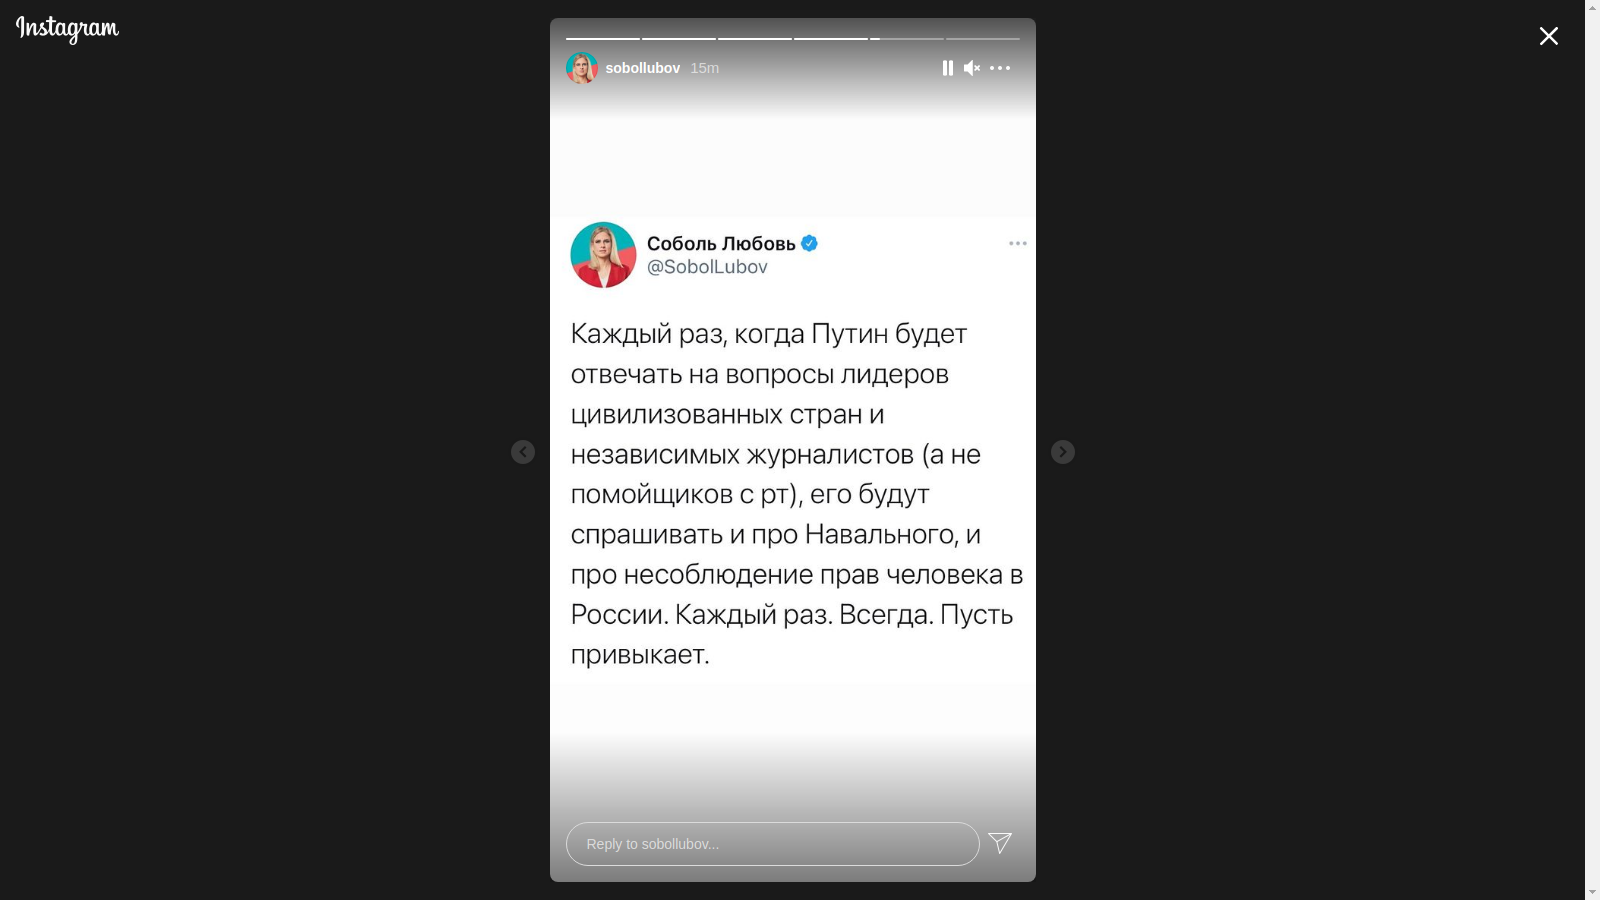 Instagram
sobollubov 15m
Соболь Любовь
@SobolLubov
Каждый раз, когда Путин будет
отвечать на вопросы лидеров
цивилизованных стран и
независимых журналистов (а не
помойщиков с рт), его будут
спрашивать и про Навального, и
про несоблюдение прав человека в
России. Каждый раз. Всегда. Пусть
привыкает.
Reply to sobollubov...